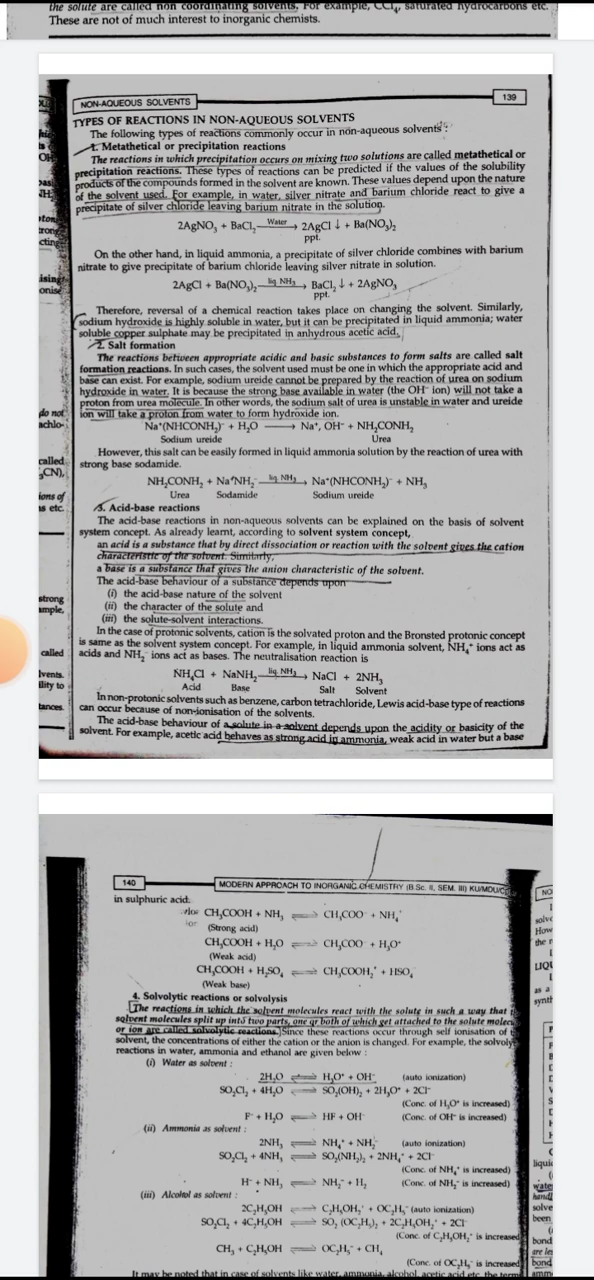 the solute are called non coordinating solvents, For example, CCl₄, saturated hydrocarbons etc.
These are not of much interest to inorganic chemists.
NON-AQUEOUS SOLVENTS
139
TYPES OF REACTIONS IN NON-AQUEOUS SOLVENTS
The following types of reactions commonly occur in non-aqueous solvents :
1. Metathetical or precipitation reactions
The reactions in which precipitation occurs on mixing two solutions are called metathetical or
precipitation reactions. These types of reactions can be predicted if the values of the solubility
products of the compounds formed in the solvent are known. These values depend upon the nature
of the solvent used. For example, in water, silver nitrate and barium chloride react to give a
precipitate of silver chloride leaving barium nitrate in the solution.
2AgNO₃ + BaCl₂ —Water→ 2AgCl ↓ + Ba(NO₃)₂
ppt.
On the other hand, in liquid ammonia, a precipitate of silver chloride combines with barium
nitrate to give precipitate of barium chloride leaving silver nitrate in solution.
2AgCl + Ba(NO₃)₂ —liq. NH₃→ BaCl₂ ↓ + 2AgNO₃
ppt.
Therefore, reversal of a chemical reaction take place on changing the solvent. Similarly,
sodium hydroxide is highly soluble in water, but it can be precipitated in liquid ammonia; water
soluble copper sulphate may be precipitated in anhydrous acetic acid.
2. Salt formation
The reactions between appropriate acidic and basic substances to form salts are called salt
formation reactions. In such cases, the solvent used must be one in which the appropriate acid and
base can exist. For example, sodium ureide cannot be prepared by the reaction of urea on sodium
hydroxide in water. It is because the strong base available in water (the OH⁻ ion) will not take a
proton from urea molecule. In other words, the sodium salt of urea is unstable in water and ureide
ion will take a proton from water to form hydroxide ion.
Na⁺(NHCONH₂)⁻ + H₂O ⟶ Na⁺, OH⁻ + NH₂CONH₂
Sodium ureide Urea
However, this salt can be easily formed in liquid ammonia solution by the reaction of urea with
strong base sodamide.
NH₂CONH₂ + Na⁺NH₂⁻ —liq. NH₃→ Na⁺(NHCONH₂)⁻ + NH₃
Urea Sodamide Sodium ureide
3. Acid-base reactions
The acid-base reactions in non-aqueous solvents can be explained on the basis of solvent
system concept. As already learnt, according to solvent system concept,
an acid is a substance that by direct dissociation or reaction with the solvent gives the cation
characteristic of the solvent. Similarly,
a base is a substance that gives the anion characteristic of the solvent.
The acid-base behaviour of a substance depends upon
(i) the acid-base nature of the solvent
(ii) the character of the solute and
(iii) the solute-solvent interactions.
In the case of protonic solvents, cation is the solvated proton and the Bronsted protonic concept
is same as the solvent system concept. For example, in liquid ammonia solvent, NH₄⁺ ions act as
acids and NH₂⁻ ions act as bases. The neutralisation reaction is
NH₄Cl + NaNH₂ —liq. NH₃→ NaCl + 2NH₃
Acid Base Salt Solvent
In non-protonic solvents such as benzene, carbon tetrachloride, Lewis acid-base type of reactions
can occur because of non-ionisation of the solvents.
The acid-base behaviour of a solute in a solvent depends upon the acidity or basicity of the
solvent. For example, acetic acid behaves as strong acid in ammonia, weak acid in water but a base
140
MODERN APPROACH TO INORGANIC CHEMISTRY (B.Sc. II, SEM. III) KU/MDU/
in sulphuric acid.
CH₃COOH + NH₃ ⇌ CH₃COO⁻ + NH₄⁺
(Strong acid)
CH₃COOH + H₂O ⇌ CH₃COO⁻ + H₃O⁺
(Weak acid)
CH₃COOH + H₂SO₄ ⇌ CH₃COOH₂⁺ + HSO₄⁻
(Weak base)
4. Solvolytic reactions or solvolysis
The reactions in which the solvent molecules react with the solute in such a way that
solvent molecules split up into two parts, one or both of which get attached to the solute
or ion are called solvolytic reactions. Since these reactions occur through self ionisation of
solvent, the concentrations of either the cation or the anion is changed. For example, the
reactions in water, ammonia and ethanol are given below :
(i) Water as solvent :
2H₂O ⇌ H₃O⁺ + OH⁻ (auto ionization)
SO₂Cl₂ + 4H₂O ⇌ SO₂(OH)₂ + 2H₃O⁺ + 2Cl⁻
(Conc. of H₃O⁺ is increased)
F⁻ + H₂O ⇌ HF + OH⁻ (Conc. of OH⁻ is increased)
(ii) Ammonia as solvent :
2NH₃ ⇌ NH₄⁺ + NH₂⁻ (auto ionization)
SO₂Cl₂ + 4NH₃ ⇌ SO₂(NH₂)₂ + 2NH₄⁺ + 2Cl⁻
(Conc. of NH₄⁺ is increased)
H⁻ + NH₃ ⇌ NH₂⁻ + H₂ (Conc. of NH₂⁻ is increased)
(iii) Alcohol as solvent :
2C₂H₅OH ⇌ C₂H₅OH₂⁺ + OC₂H₅⁻ (auto ionization)
SO₂Cl₂ + 4C₂H₅OH ⇌ SO₂ (OC₂H₅)₂ + 2C₂H₅OH₂⁺ + 2Cl⁻
(Conc. of C₂H₅OH₂⁺ is increased
CH₃ + C₂H₅OH ⇌ OC₂H₅⁻ + CH₄
(Conc. of OC₂H₅⁻ is increased
It may be noted that in case of solvents like water, ammonia, alcohol, acetic acid etc. the term